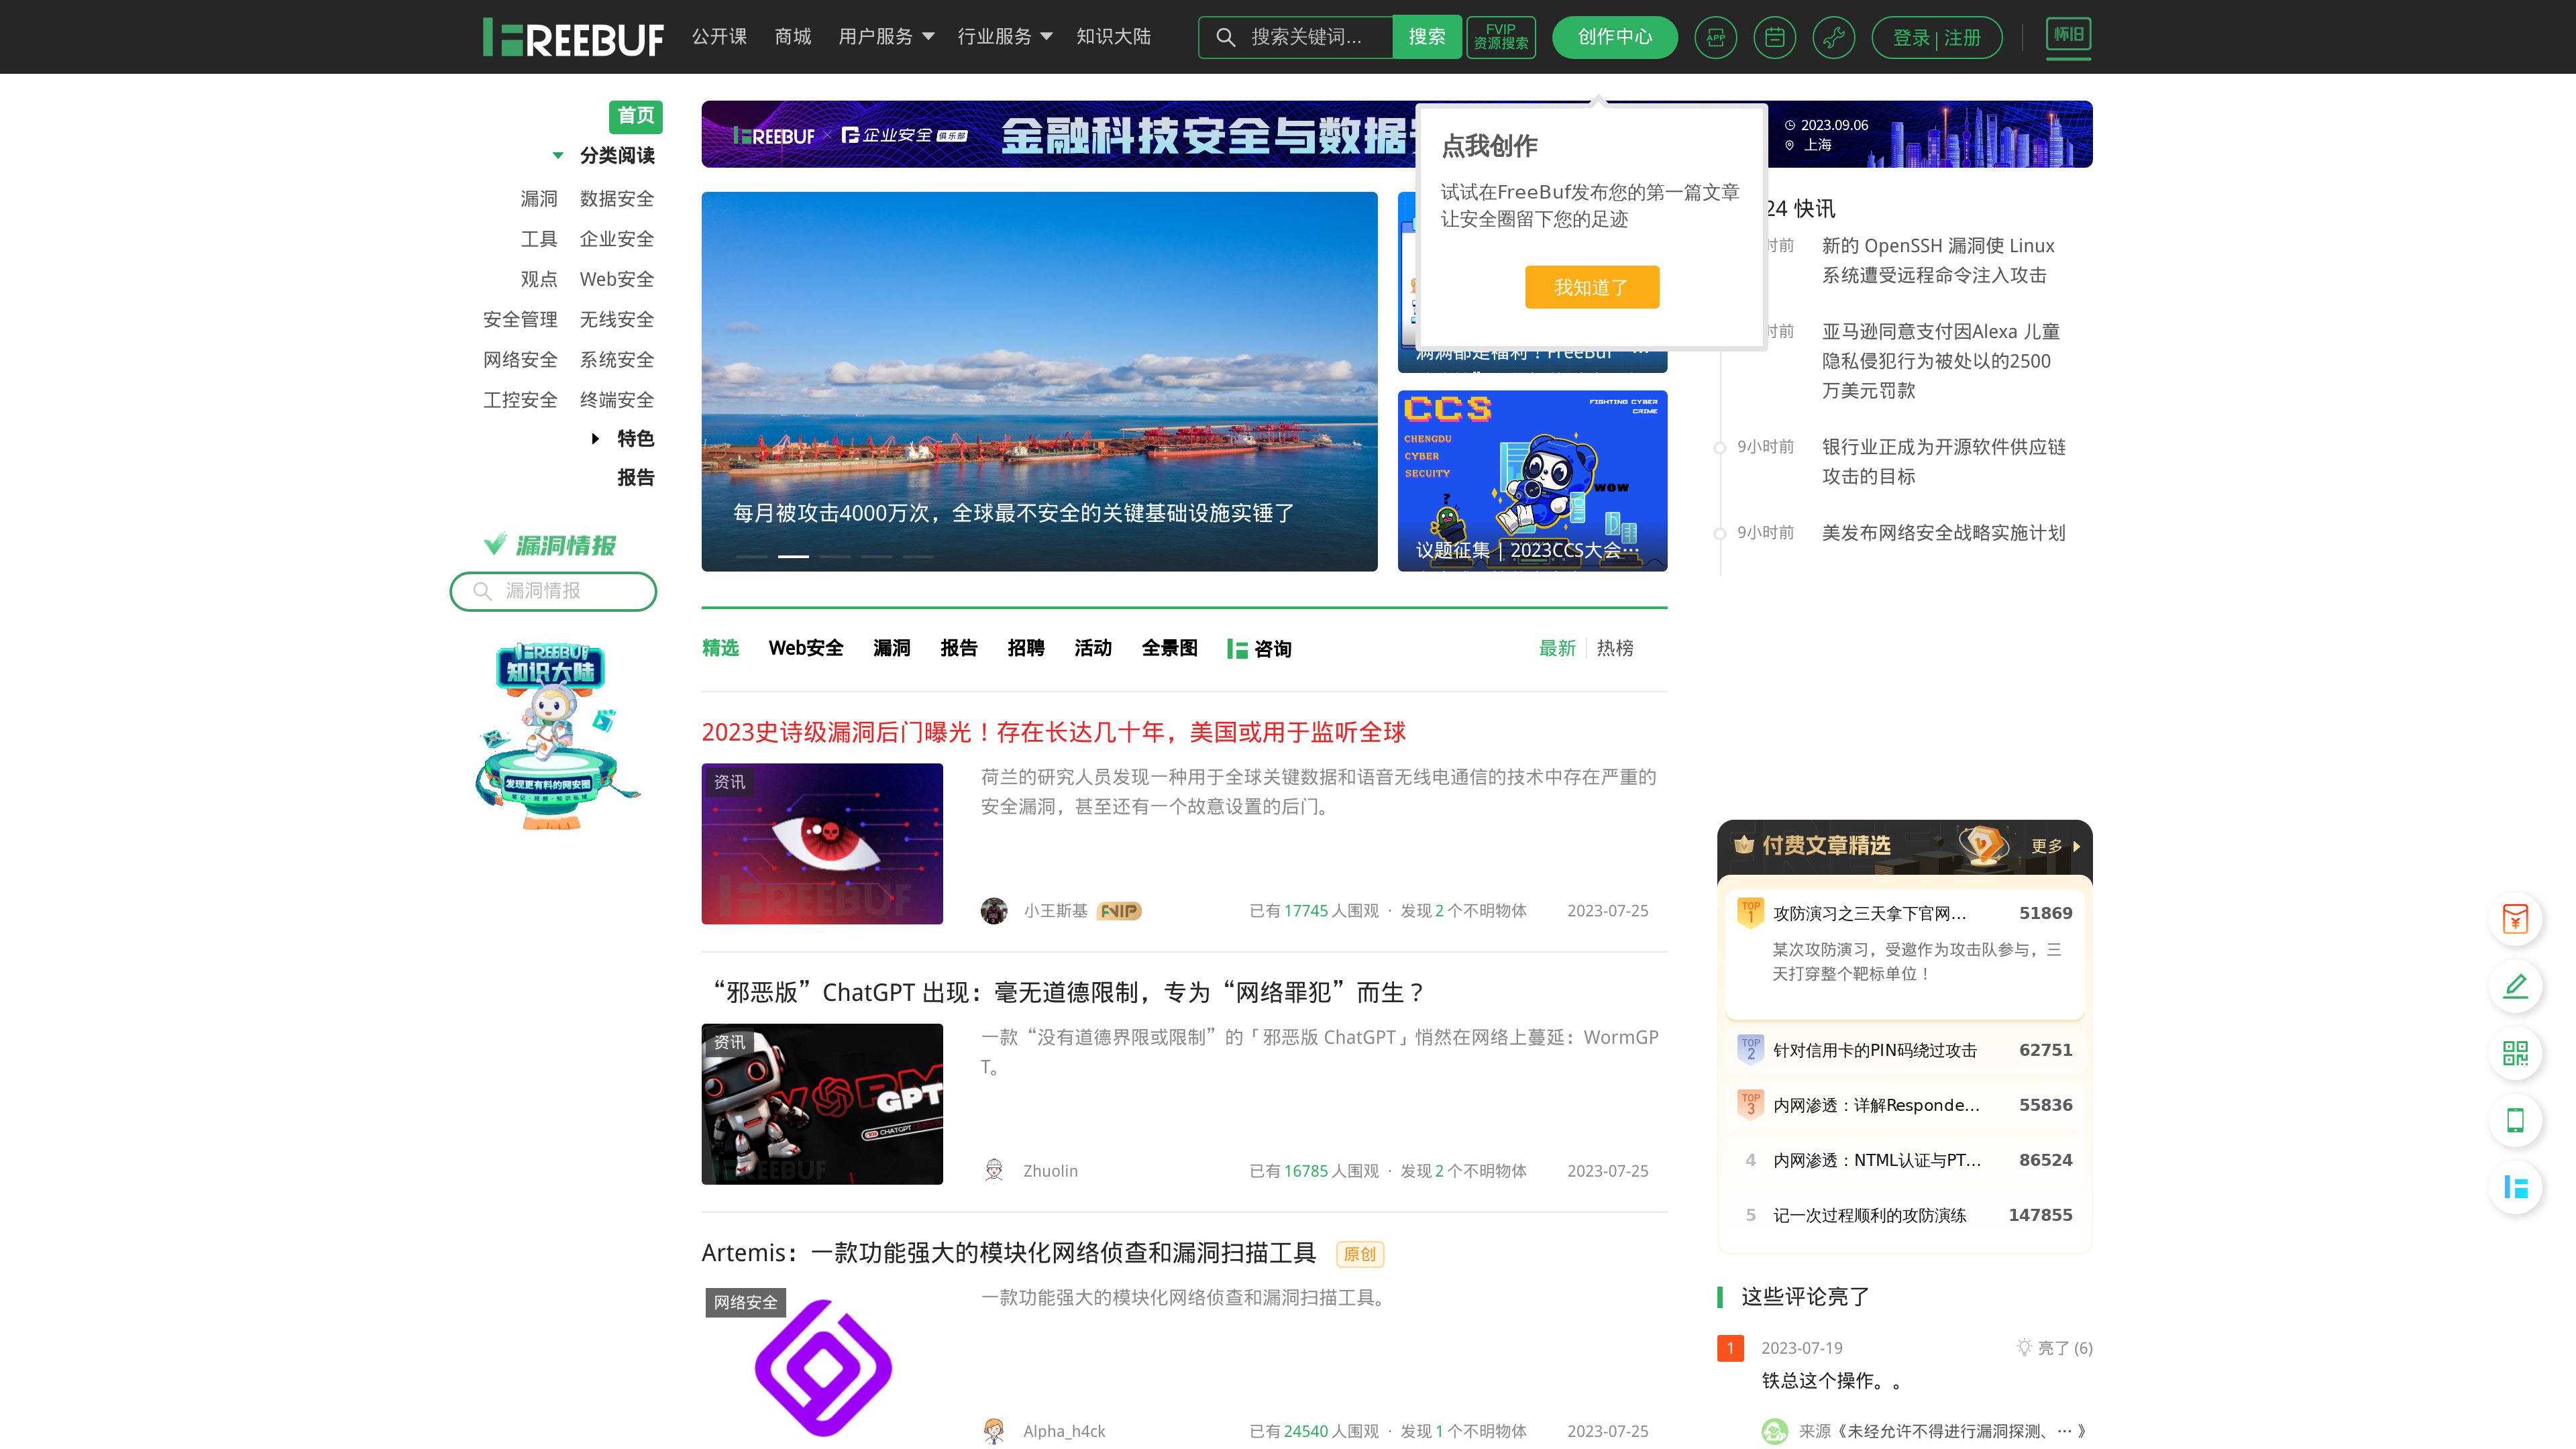 FREEBUF
公开课
商城
用户服务
行业服务
知识大陆
搜索关键词...
搜索
FVIP
资源搜索
创作中心
APP
登录 | 注册
怀旧
首页
分类阅读
漏洞 数据安全
工具 企业安全
观点 Web安全
安全管理 无线安全
网络安全 系统安全
工控安全 终端安全
特色
报告
漏洞情报
漏洞情报
FREEBUF
知识大陆
发现更有料的网安圈
笔记·视频·知识私域
FREEBUF × 企业安全 俱乐部
金融科技安全与数据
2023.09.06
上海
点我创作
试试在FreeBuf发布您的第一篇文章
让安全圈留下您的足迹
我知道了
每月被攻击4000万次，全球最不安全的关键基础设施实锤了
满满都是福利！FreeBuf
CCS
FIGHTING CYBER
CRIME
CHENGDU
CYBER
SECUITY
?
WOW
议题征集 | 2023CCS大会…
24 快讯
时前
新的 OpenSSH 漏洞使 Linux
系统遭受远程命令注入攻击
时前
亚马逊同意支付因Alexa 儿童
隐私侵犯行为被处以的2500
万美元罚款
9小时前
银行业正成为开源软件供应链
攻击的目标
9小时前
美发布网络安全战略实施计划
精选 Web安全 漏洞 报告 招聘 活动 全景图 咨询
最新 | 热榜
2023史诗级漏洞后门曝光！存在长达几十年，美国或用于监听全球
资讯
FREEBUF
荷兰的研究人员发现一种用于全球关键数据和语音无线电通信的技术中存在严重的
安全漏洞，甚至还有一个故意设置的后门。
小王斯基 FVIP
已有 17745 人围观 · 发现 2 个不明物体 2023-07-25
“邪恶版”ChatGPT 出现：毫无道德限制，专为“网络罪犯”而生？
资讯
WORM
GPT
CHATGPT
FREEBUF
一款“没有道德界限或限制”的「邪恶版 ChatGPT」悄然在网络上蔓延：WormGP
T。
Zhuolin
已有 16785 人围观 · 发现 2 个不明物体 2023-07-25
Artemis：一款功能强大的模块化网络侦查和漏洞扫描工具 原创
网络安全
一款功能强大的模块化网络侦查和漏洞扫描工具。
Alpha_h4ck
已有 24540 人围观 · 发现 1 个不明物体 2023-07-25
付费文章精选 更多
TOP 1 攻防演习之三天拿下官网... 51869
某次攻防演习，受邀作为攻击队参与，三
天打穿整个靶标单位！
TOP 2 针对信用卡的PIN码绕过攻击 62751
TOP 3 内网渗透：详解Responde... 55836
4 内网渗透：NTML认证与PT... 86524
5 记一次过程顺利的攻防演练 147855
这些评论亮了
1 2023-07-19 亮了 (6)
铁总这个操作。。
来源《未经允许不得进行漏洞探测、… 》